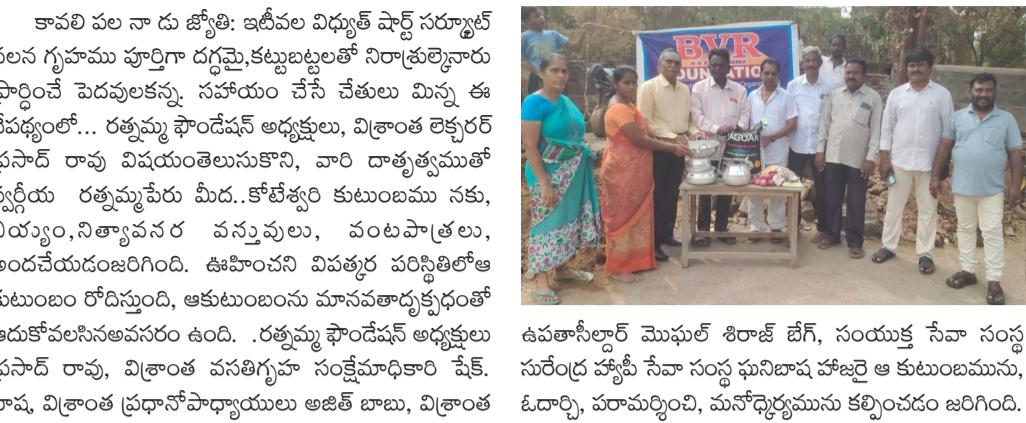 కావలి పల నా డు జ్యోతి: ఇటీవల విధ్యుత్ షార్ట్ సర్క్యూట్
వలన గృహము పూర్తిగా దగ్ధమై,కట్టుబట్టలతో నిరాశ్రుల్కెనారు
ప్రార్ధించే పెదవులకన్న. సహాయం చేసే చేతులు మిన్న ఈ
నేపథ్యంలో... రత్నమ్మ ఫౌండేషన్ అధ్యక్షులు, విశ్రాంత లెక్చరర్
ప్రసాద్ రావు విషయంతెలుసుకొని, వారి దాతృత్వముతో
స్వర్గీయ రత్నమ్మపేరు మీద..కోటేశ్వరి కుటుంబము నకు,
బియ్యం,నిత్యావనర వస్తువులు, వంటపాత్రలు,
అందచేయడంజరిగింది. ఊహించని విపత్కర పరిస్థితిలోఆ
కుటుంబం రోదిస్తుంది, ఆకుటుంబంను మానవతాదృక్పధంతో
ఆదుకోవలసినఅవసరం ఉంది. .రత్నమ్మ ఫౌండేషన్ అధ్యక్షులు
ప్రసాద్ రావు, విశ్రాంత వసతిగృహ సంక్షేమాధికారి షేక్.
బాష, విశ్రాంత ప్రధానోపాధ్యాయులు అజిత్ బాబు, విశ్రాంత
BVR
FOUNDATION
JAGUAR
ఉపతాసీల్దార్ మొఘల్ శిరాజ్ బేగ్, సంయుక్త సేవా సంస్థ
సురేంద్ర హ్యాపీ సేవా సంస్థ ఘనిబాష హాజరై ఆ కుటుంబమును,
ఓదార్చి, పరామర్శించి, మనోధ్కెర్యమును కల్పించడం జరిగింది.